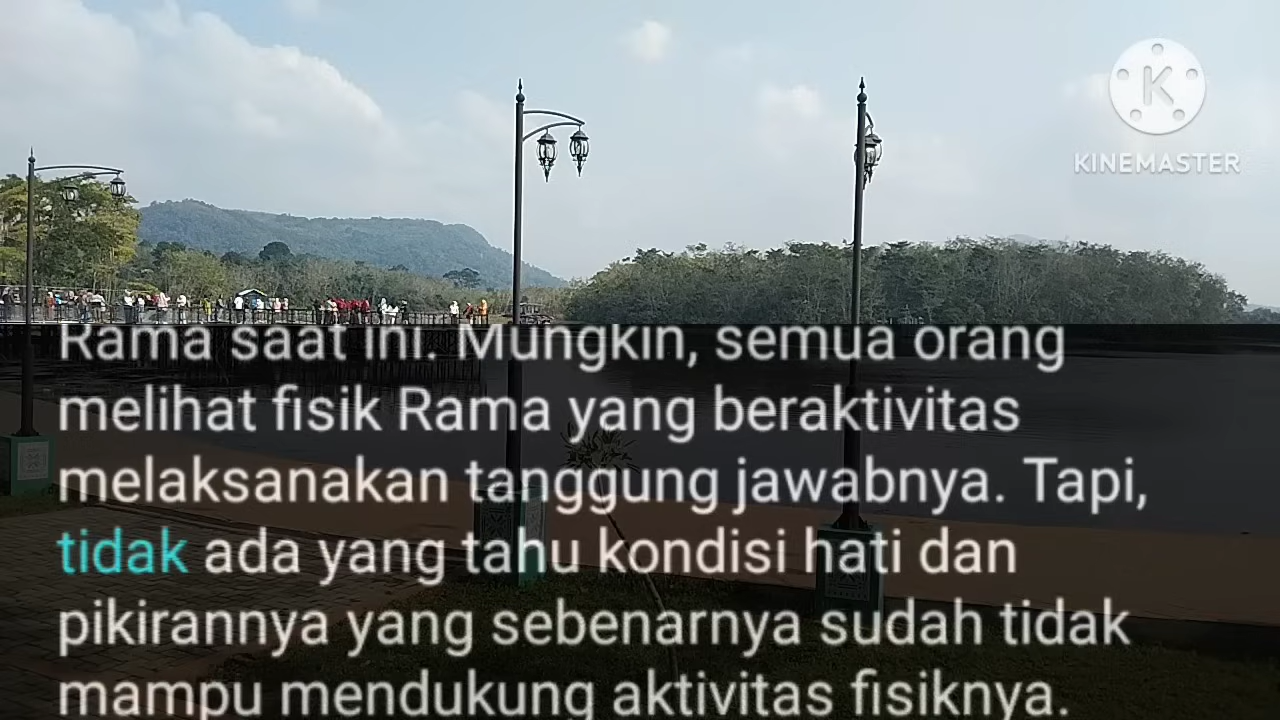 KINEMASTER
Rama saat ini. Mungkin, semua orang
melihat fisik Rama yang beraktivitas
melaksanakan tanggung jawabnya. Tapi,
tidak ada yang tahu kondisi hati dan
pikirannya yang sebenarnya sudah tidak
mampu mendukung aktivitas fisiknya.